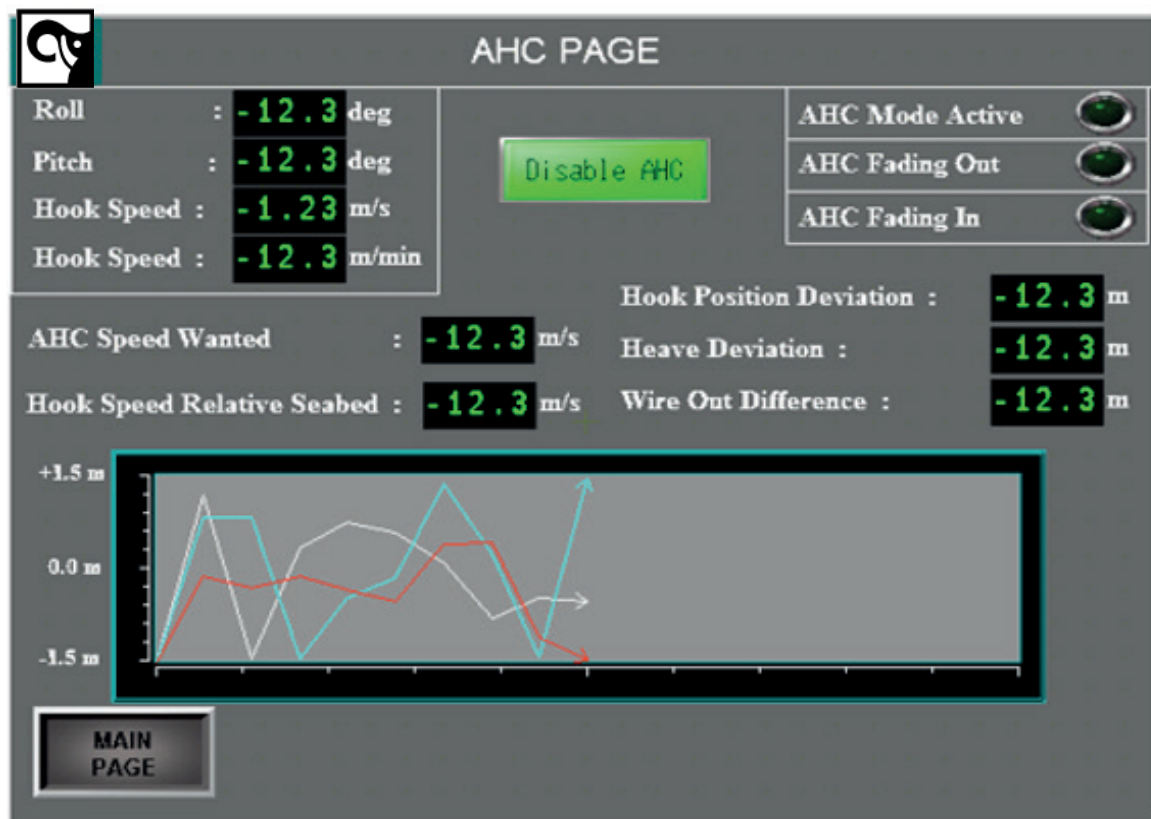 AHC PAGE
Roll : -12.3 deg
Pitch : -12.3 deg
Hook Speed : -1.23 m/s
Hook Speed : -12.3 m/min
Disable AHC
AHC Mode Active
AHC Fading Out
AHC Fading In
AHC Speed Wanted : -12.3 m/s
Hook Speed Relative Seabed : -12.3 m/s
Hook Position Deviation : -12.3 m
Heave Deviation : -12.3 m
Wire Out Difference : -12.3 m
+1.5 m
0.0 m
-1.5 m
MAIN
PAGE